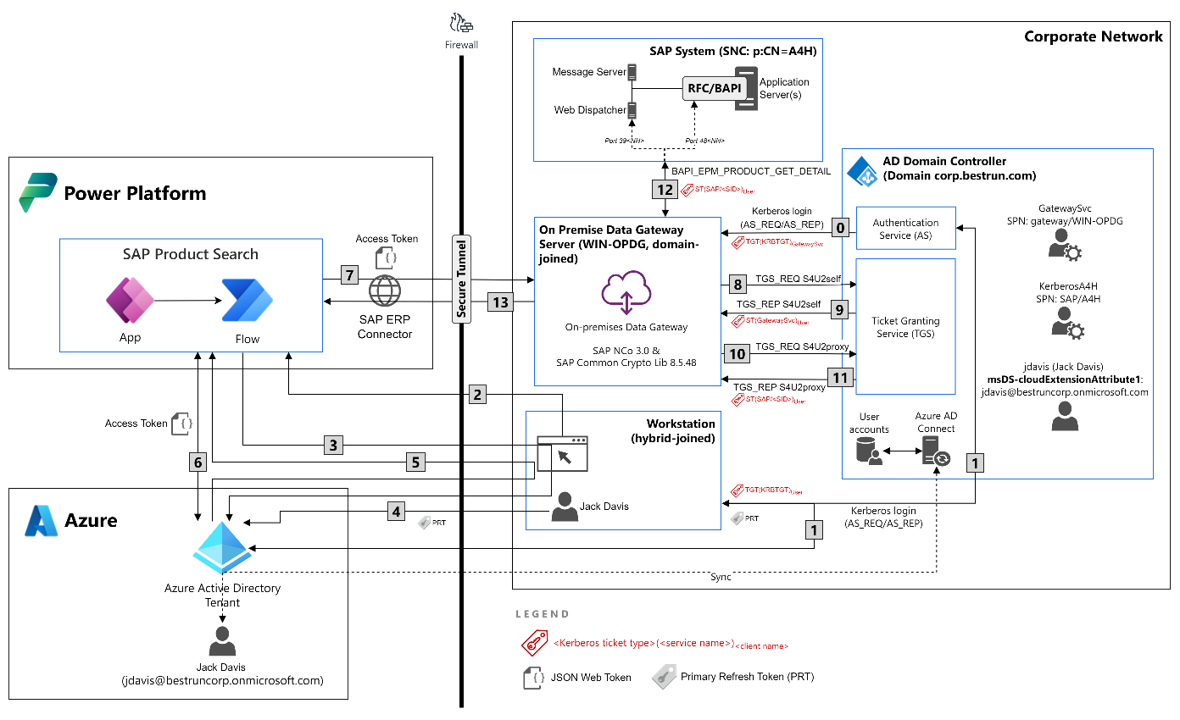 Firewall
Corporate Network
SAP System (SNC: p:CN=A4H)
Message Server
RFC/BAPI
Application
Server(s)
Web Dispatcher
Port 39<NH>
Port 48<NH>
BAPI_EPM_PRODUCT_GET_DETAIL
12
ST(SAP/<SID>)User
AD Domain Controller
(Domain corp.bestrun.com)
Power Platform
SAP Product Search
App
Flow
Access Token
7
SAP ERP
Connector
Secure Tunnel
13
On Premise Data Gateway
Server (WIN-OPDG, domain-
joined)
On-premises Data Gateway
SAP NCo 3.0 &
SAP Common Crypto Lib 8.5.48
Kerberos login
(AS_REQ/AS_REP)
0
TGT(KRBTGT)GatewaySvc
Authentication
Service (AS)
8
TGS_REQ S4U2self
TGS_REP S4U2self
9
ST(GatewaySvc)User
10
TGS_REQ S4U2proxy
11
TGS_REP S4U2proxy
ST(SAP/<SID>)User
Ticket Granting
Service (TGS)
GatewaySvc
SPN: gateway/WIN-OPDG
KerberosA4H
SPN: SAP/A4H
jdavis (Jack Davis)
msDS-cloudExtensionAttribute1:
jdavis@bestruncorp.onmicrosoft.com
User
accounts
Azure AD
Connect
1
2
Workstation
(hybrid-joined)
Jack Davis
TGT(KRBTGT)User
PRT
Kerberos login
(AS_REQ/AS_REP)
1
Access Token
3
5
6
4
PRT
Azure
Azure Active Directory
Tenant
Sync
Jack Davis
(jdavis@bestruncorp.onmicrosoft.com)
LEGEND
<Kerberos ticket type>(<service name>)<client name>
JSON Web Token
Primary Refresh Token (PRT)